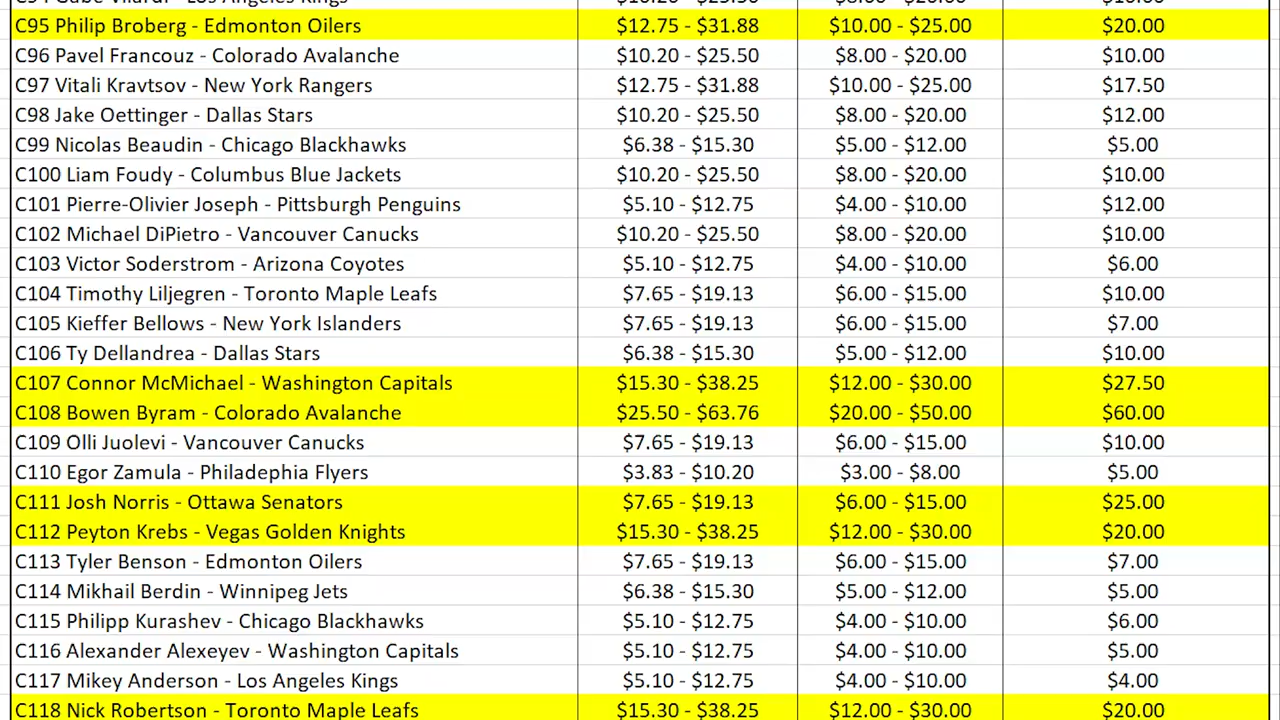 C95 Philip Broberg - Edmonton Oilers $12.75 - $31.88 $10.00 - $25.00 $20.00
C96 Pavel Francouz - Colorado Avalanche $10.20 - $25.50 $8.00 - $20.00 $10.00
C97 Vitali Kravtsov - New York Rangers $12.75 - $31.88 $10.00 - $25.00 $17.50
C98 Jake Oettinger - Dallas Stars $10.20 - $25.50 $8.00 - $20.00 $12.00
C99 Nicolas Beaudin - Chicago Blackhawks $6.38 - $15.30 $5.00 - $12.00 $5.00
C100 Liam Foudy - Columbus Blue Jackets $10.20 - $25.50 $8.00 - $20.00 $10.00
C101 Pierre-Olivier Joseph - Pittsburgh Penguins $5.10 - $12.75 $4.00 - $10.00 $12.00
C102 Michael DiPietro - Vancouver Canucks $10.20 - $25.50 $8.00 - $20.00 $10.00
C103 Victor Soderstrom - Arizona Coyotes $5.10 - $12.75 $4.00 - $10.00 $6.00
C104 Timothy Liljegren - Toronto Maple Leafs $7.65 - $19.13 $6.00 - $15.00 $10.00
C105 Kieffer Bellows - New York Islanders $7.65 - $19.13 $6.00 - $15.00 $7.00
C106 Ty Dellandrea - Dallas Stars $6.38 - $15.30 $5.00 - $12.00 $10.00
C107 Connor McMichael - Washington Capitals $15.30 - $38.25 $12.00 - $30.00 $27.50
C108 Bowen Byram - Colorado Avalanche $25.50 - $63.76 $20.00 - $50.00 $60.00
C109 Olli Juolevi - Vancouver Canucks $7.65 - $19.13 $6.00 - $15.00 $10.00
C110 Egor Zamula - Philadephia Flyers $3.83 - $10.20 $3.00 - $8.00 $5.00
C111 Josh Norris - Ottawa Senators $7.65 - $19.13 $6.00 - $15.00 $25.00
C112 Peyton Krebs - Vegas Golden Knights $15.30 - $38.25 $12.00 - $30.00 $20.00
C113 Tyler Benson - Edmonton Oilers $7.65 - $19.13 $6.00 - $15.00 $7.00
C114 Mikhail Berdin - Winnipeg Jets $6.38 - $15.30 $5.00 - $12.00 $5.00
C115 Philipp Kurashev - Chicago Blackhawks $5.10 - $12.75 $4.00 - $10.00 $6.00
C116 Alexander Alexeyev - Washington Capitals $5.10 - $12.75 $4.00 - $10.00 $5.00
C117 Mikey Anderson - Los Angeles Kings $5.10 - $12.75 $4.00 - $10.00 $4.00
C118 Nick Robertson - Toronto Maple Leafs $15.30 - $38.25 $12.00 - $30.00 $20.00